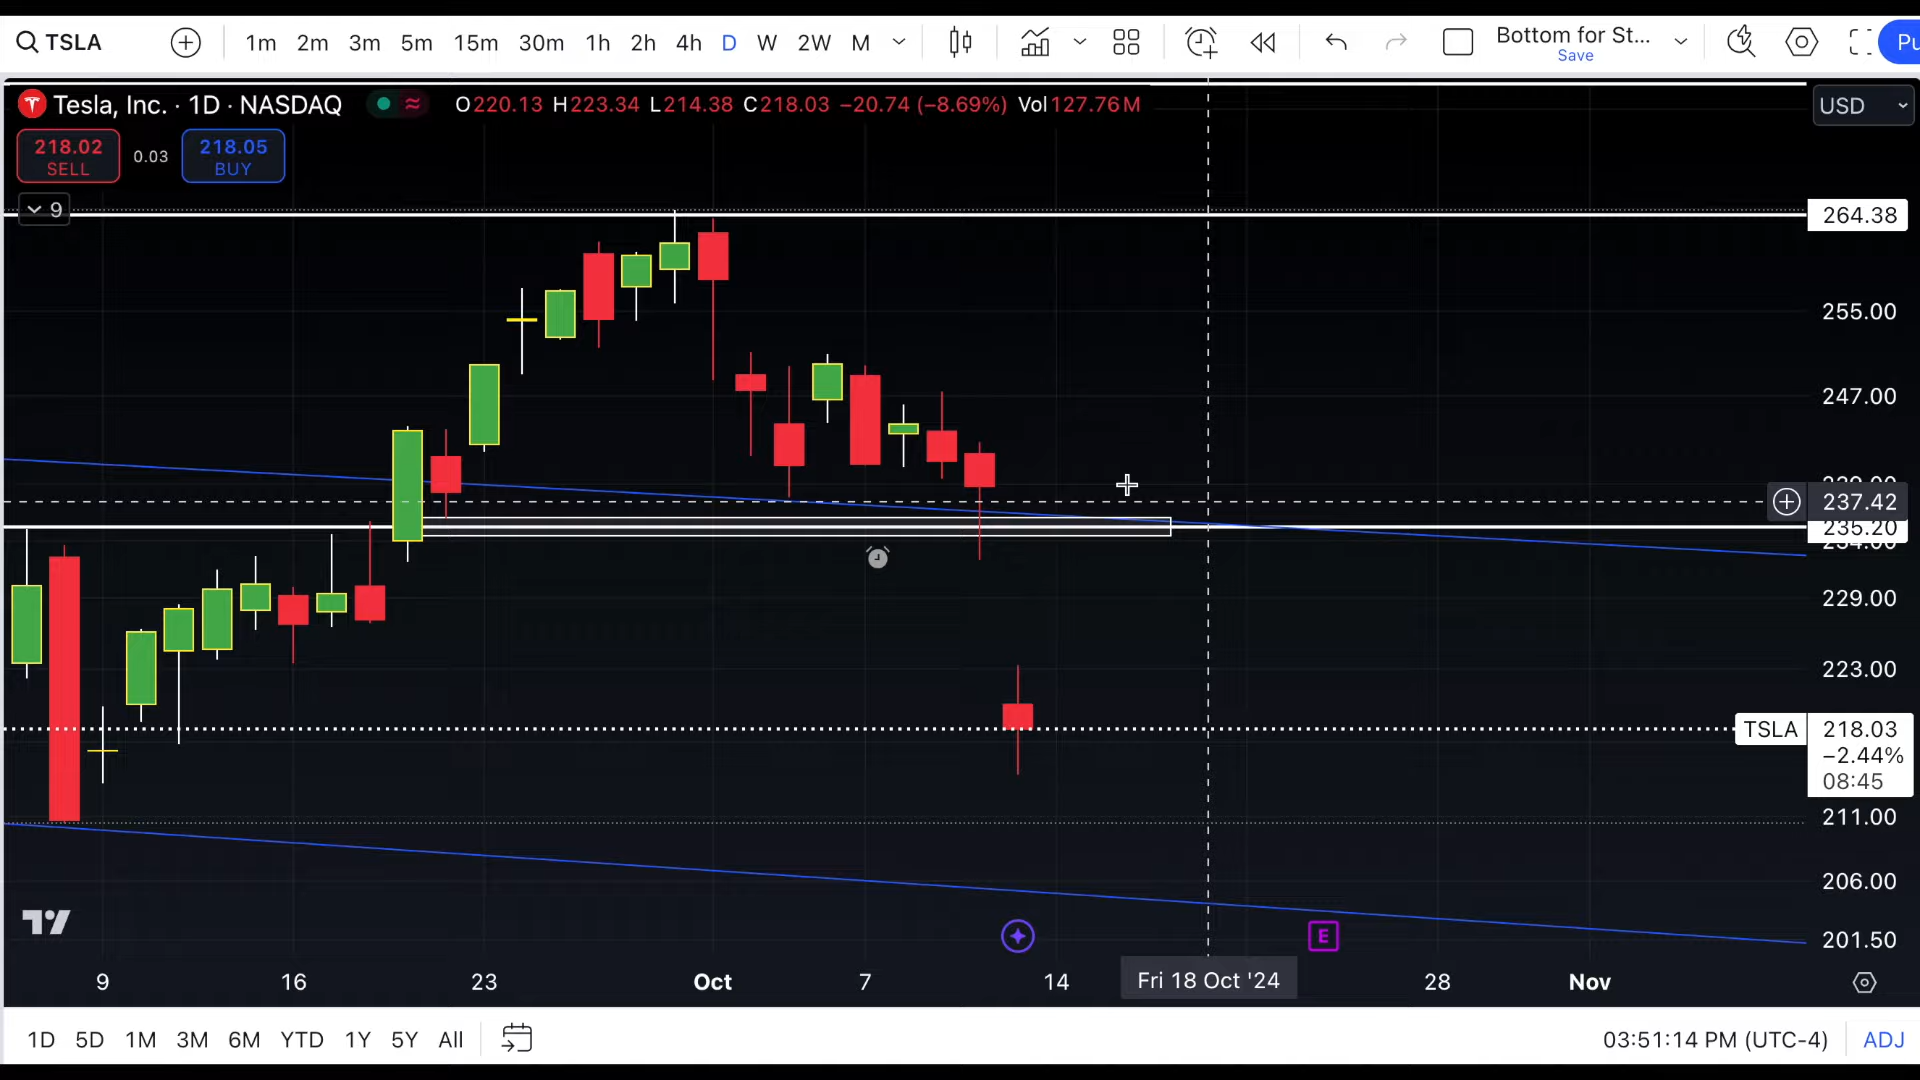 TSLA 1m 2m 3m 5m 15m 30m 1h 2h 4h D W 2W M Bottom for St... Pu
Save
Tesla, Inc. · 1D · NASDAQ ≈ O220.13 H223.34 L214.38 C218.03 −20.74 (−8.69%) Vol127.76M USD
218.02 0.03 218.05
SELL BUY
9
264.38
255.00
247.00
237.42
235.20
229.00
223.00
TSLA 218.03
−2.44%
08:45
211.00
206.00
E
201.50
9 16 23 Oct 7 14 Fri 18 Oct '24 28 Nov
1D 5D 1M 3M 6M YTD 1Y 5Y All 03:51:14 PM (UTC-4) ADJ